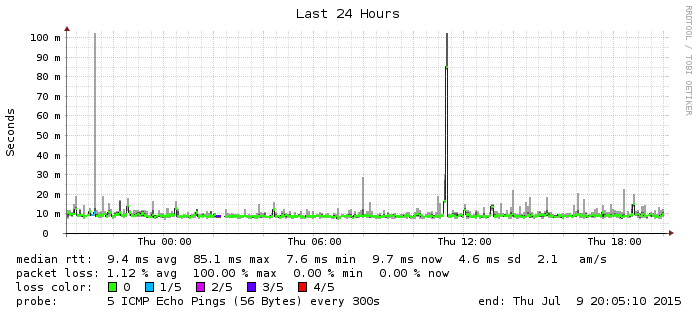 Last 24 Hours
RRDTOOL / TOBI OETIKER
Seconds
100 m
90 m
80 m
70 m
60 m
50 m
40 m
30 m
20 m
10 m
0
Thu 00:00 Thu 06:00 Thu 12:00 Thu 18:00
median rtt: 9.4 ms avg 85.1 ms max 7.6 ms min 9.7 ms now 4.6 ms sd 2.1 am/s
packet loss: 1.12 % avg 100.00 % max 0.00 % min 0.00 % now
loss color: 0 1/5 2/5 3/5 4/5
probe: 5 ICMP Echo Pings (56 Bytes) every 300s end: Thu Jul 9 20:05:10 2015